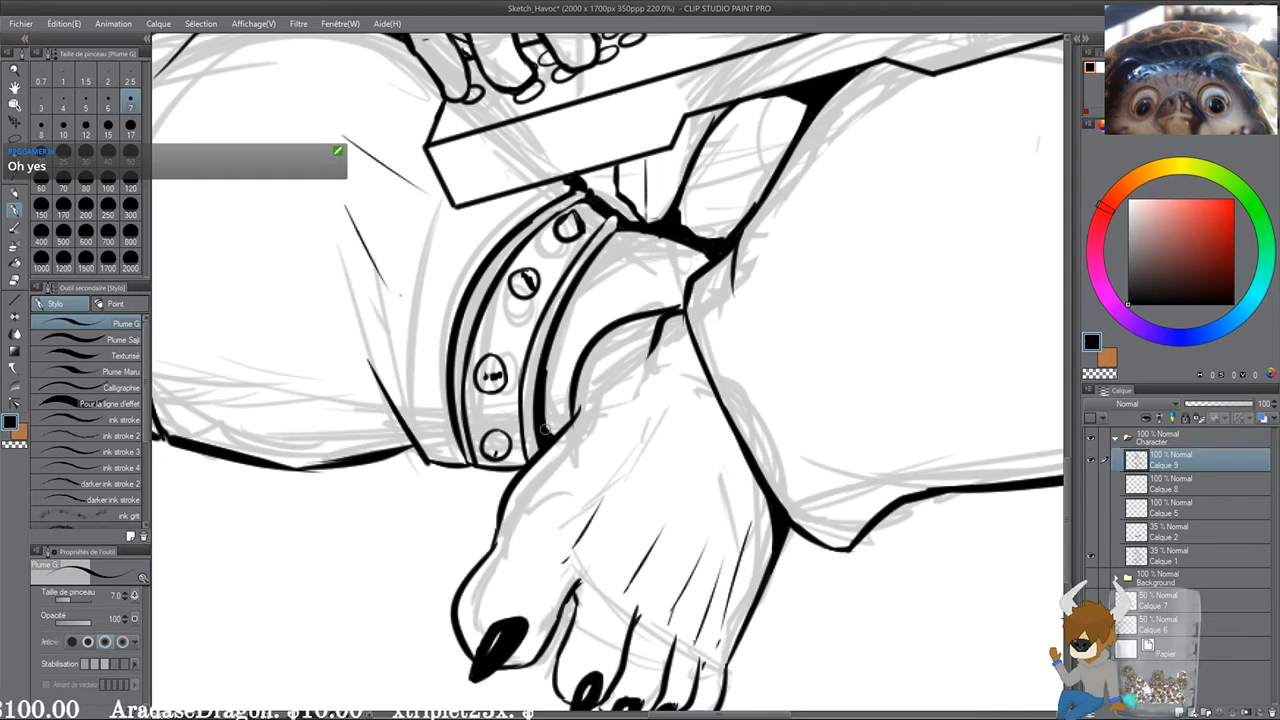 Sketch_Havoc* (2000 x 1700px 350ppp 220.0%) - CLIP STUDIO PAINT PRO
Fichier Édition(E) Animation Calque Sélection Affichage(V) Filtre Fenêtre(W) Aide(H)
Taille de pinceau [Plume G]
0.7 1 1.5 2 2.5
3 4 5 6 7
8 10 12 15 17
Oh yes
60 70 80 100 120
150 170 200 250 300
400 500 600 700 800
1000 1200 1500 1700 2000
Outil secondaire [Stylo]
Stylo Point
Plume G
Plume Saji
Texturisé
Plume Maru
Calligraphie
Pour la ligne d'effet
ink stroke
ink stroke 2
ink stroke 3
ink stroke 4
darker ink stroke 2
darker ink stroke
ink grit
Propriétés de l'outil
Plume G
Taille de pinceau 7.0
Opacité 100
Stabilisation
Calque
Normal 100
100 % Normal
Character
100 % Normal
Calque 9
100 % Normal
Calque 8
100 % Normal
Calque 5
35 % Normal
Calque 2
39 % Normal
Calque 1
100 % Normal
Background
50 % Normal
Calque 7
50 % Normal
Calque 6
Papier
H 0 S 0 V 0
$100.00 AradaseDragon: $10.00